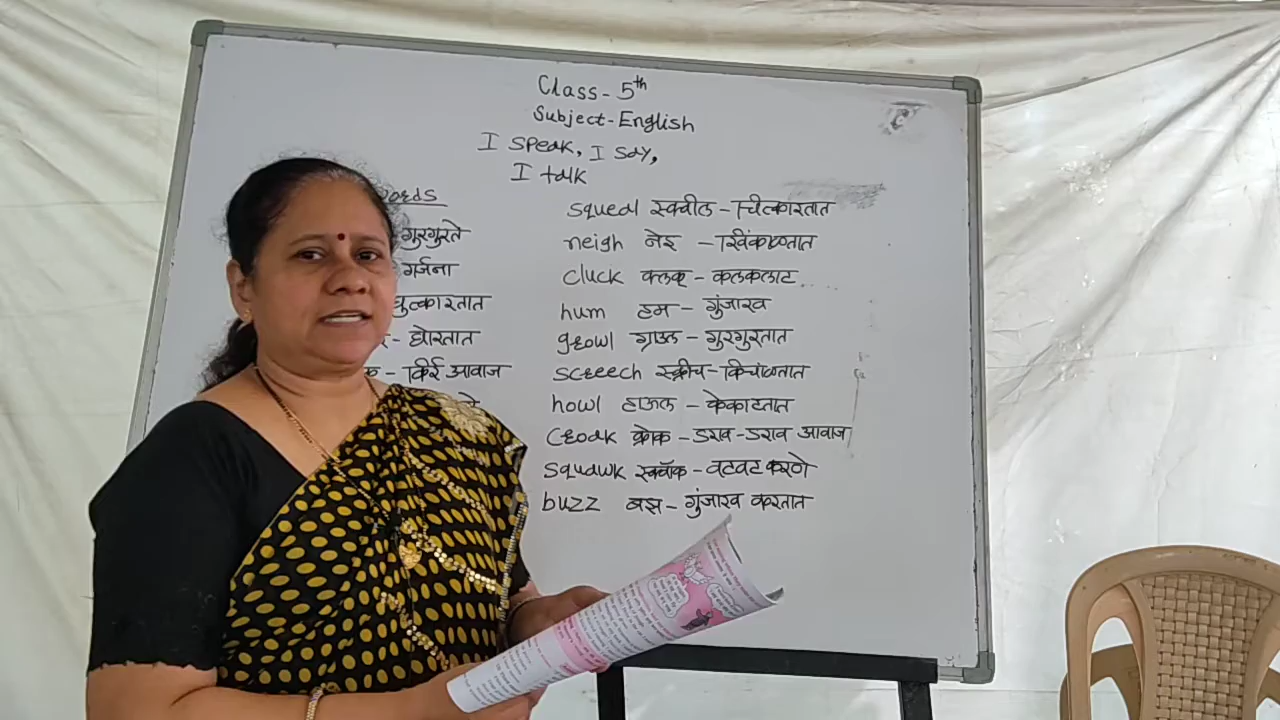 Class-5th
Subject-English
I speak, I say,
I talk
गुरगुरते
गर्जना
घुत्कारतात
- घोरतात
- किर्र आवाज
squeal स्क्वील-चित्कारतात
neigh नेइ - खिंकाळतात
cluck क्लक् - कलकलाट
hum हम - गुंजारव
growl ग्राउल - गुरगुरतात
screech स्क्रीच-किंचाळतात
howl हाऊल - केकाटतात
croak क्रोक - डराव-डराव आवाज
squawk स्क्वॉक - वटवट करणे
buzz बझ - गुंजारव करतात